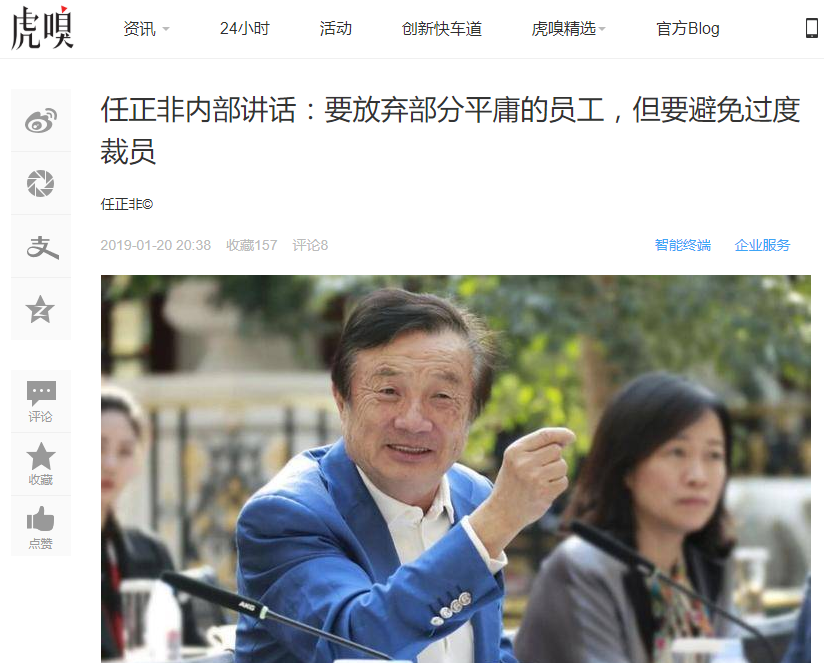 虎嗅 资讯 24小时 活动 创新快车道 虎嗅精选 官方Blog
任正非内部讲话：要放弃部分平庸的员工，但要避免过度
裁员
任正非©
2019-01-20 20:38 收藏157 评论8 智能终端 企业服务
评论
收藏
点赞
AKG